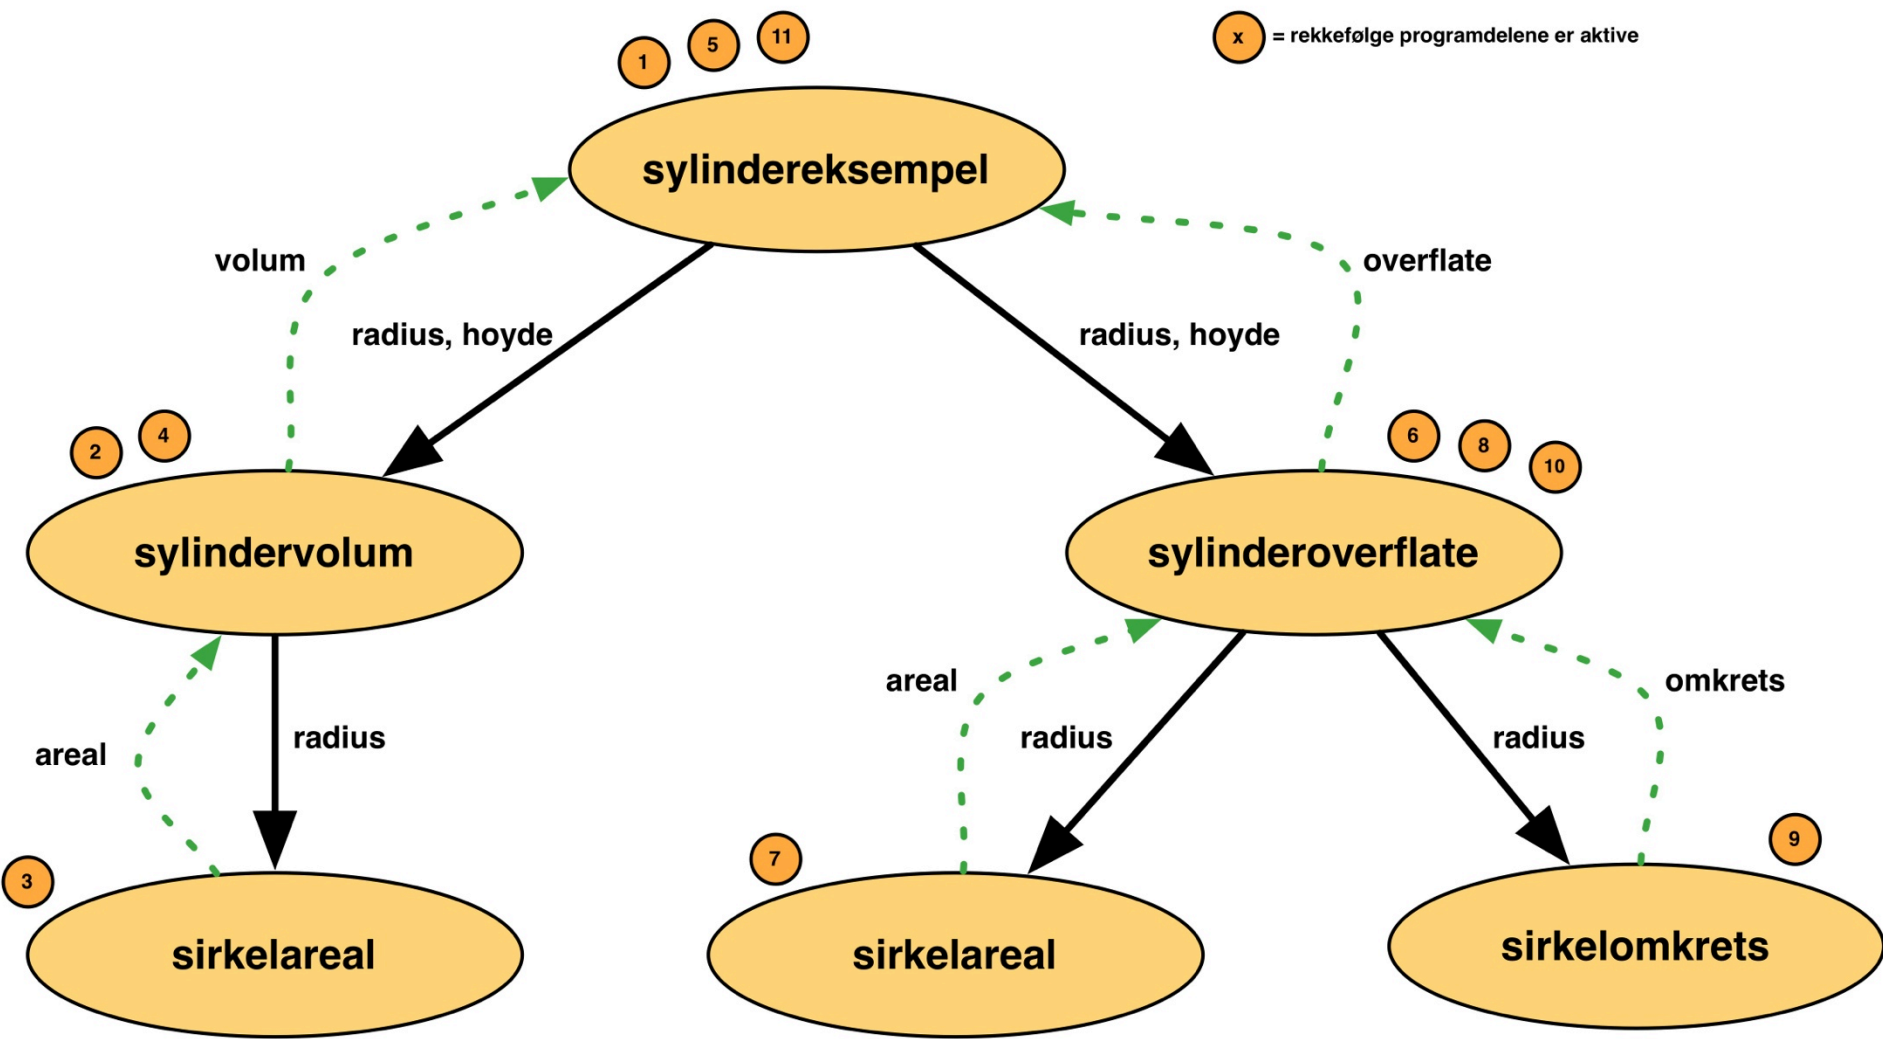 1 5 11
x = rekkefølge programdelene er aktive
sylindereksempel
volum
overflate
radius, hoyde
radius, hoyde
2 4
6 8 10
sylindervolum
sylinderoverflate
areal
omkrets
areal
radius
radius
radius
3
7
9
sirkelareal
sirkelareal
sirkelomkrets